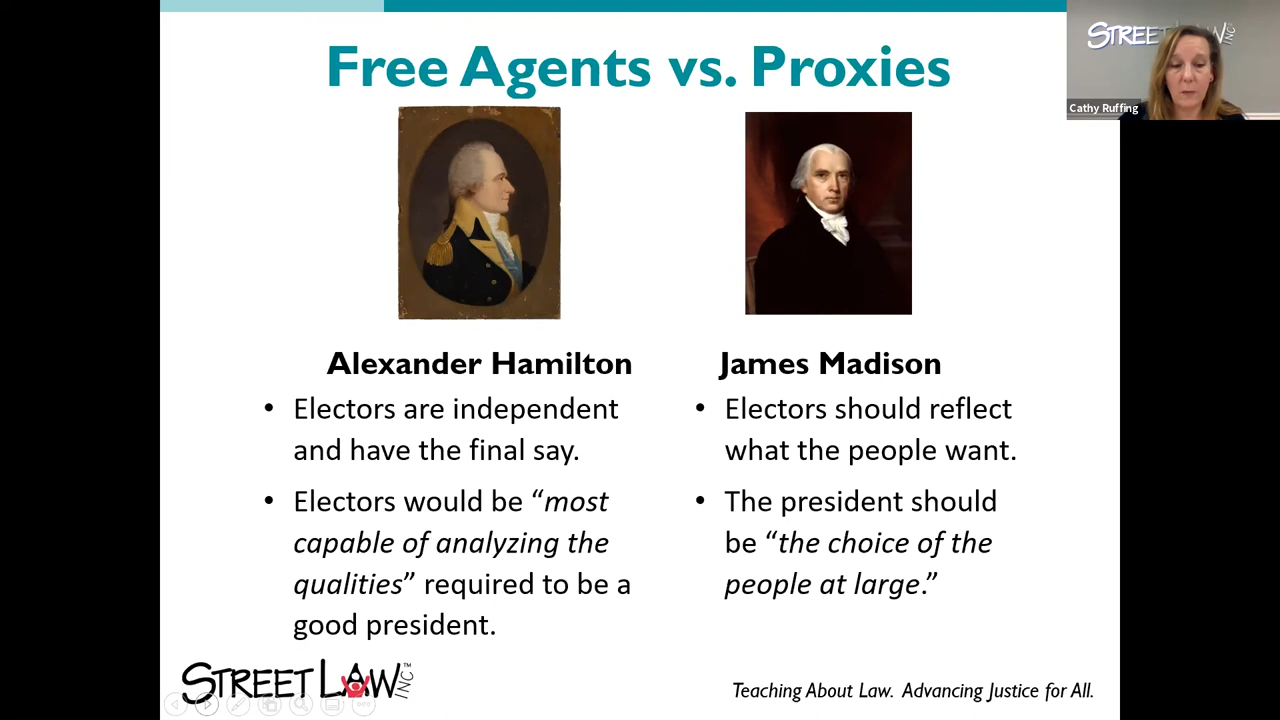 Free Agents vs. Proxies
STREET LAW INC
Cathy Ruffing
Alexander Hamilton
• Electors are independent
and have the final say.
• Electors would be “most
capable of analyzing the
qualities” required to be a
good president.
James Madison
• Electors should reflect
what the people want.
• The president should
be “the choice of the
people at large.”
STREET LAW INC™
Teaching About Law. Advancing Justice for All.